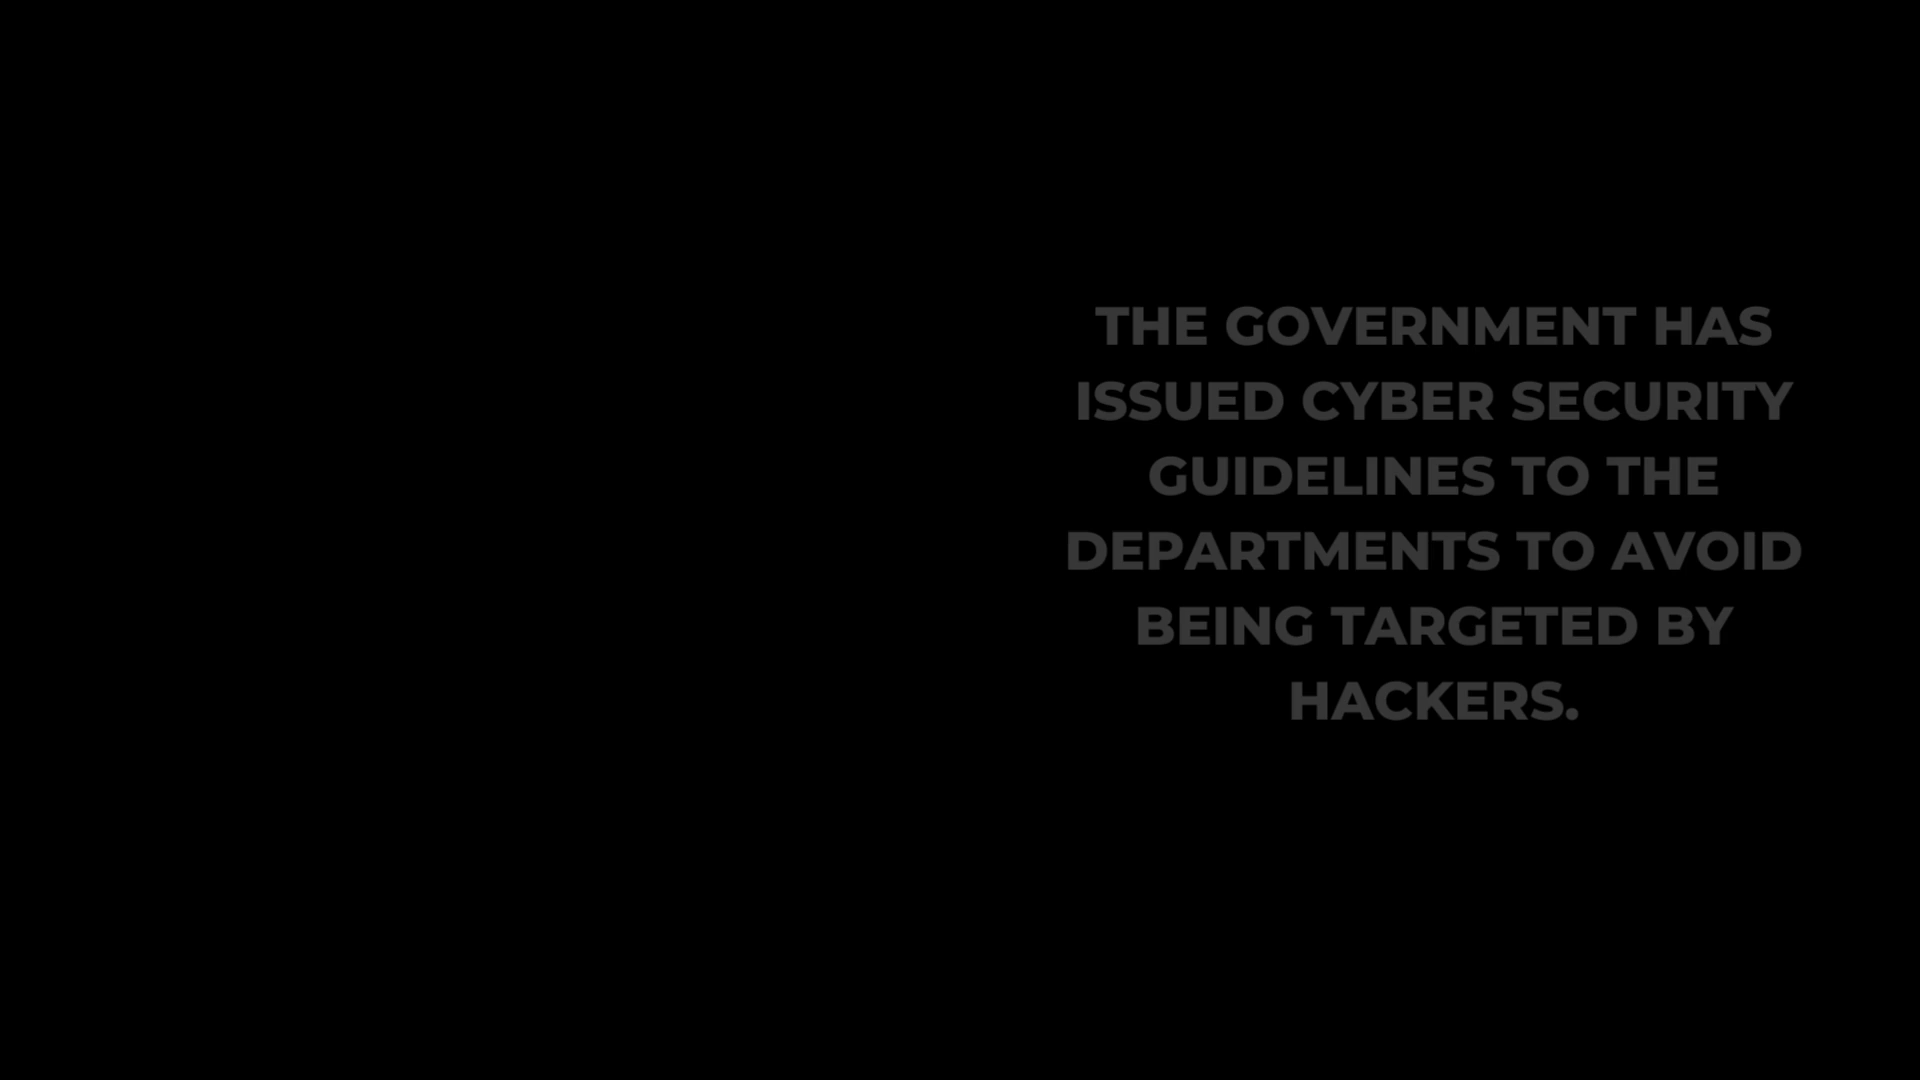 THE GOVERNMENT HAS
ISSUED CYBER SECURITY
GUIDELINES TO THE
DEPARTMENTS TO AVOID
BEING TARGETED BY
HACKERS.